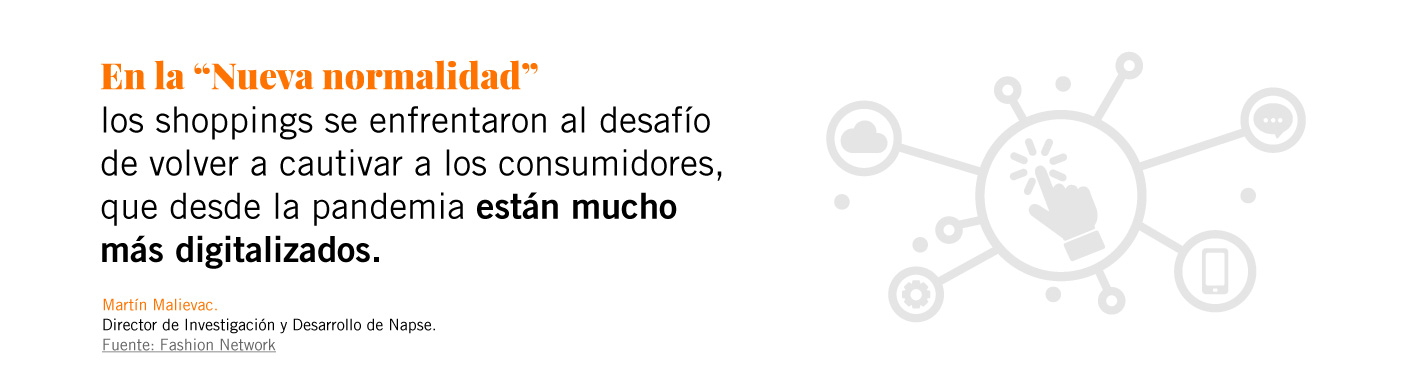 En la “Nueva normalidad”
los shoppings se enfrentaron al desafío
de volver a cautivar a los consumidores,
que desde la pandemia están mucho
más digitalizados.
Martín Malievac.
Director de Investigación y Desarrollo de Napse.
Fuente: Fashion Network